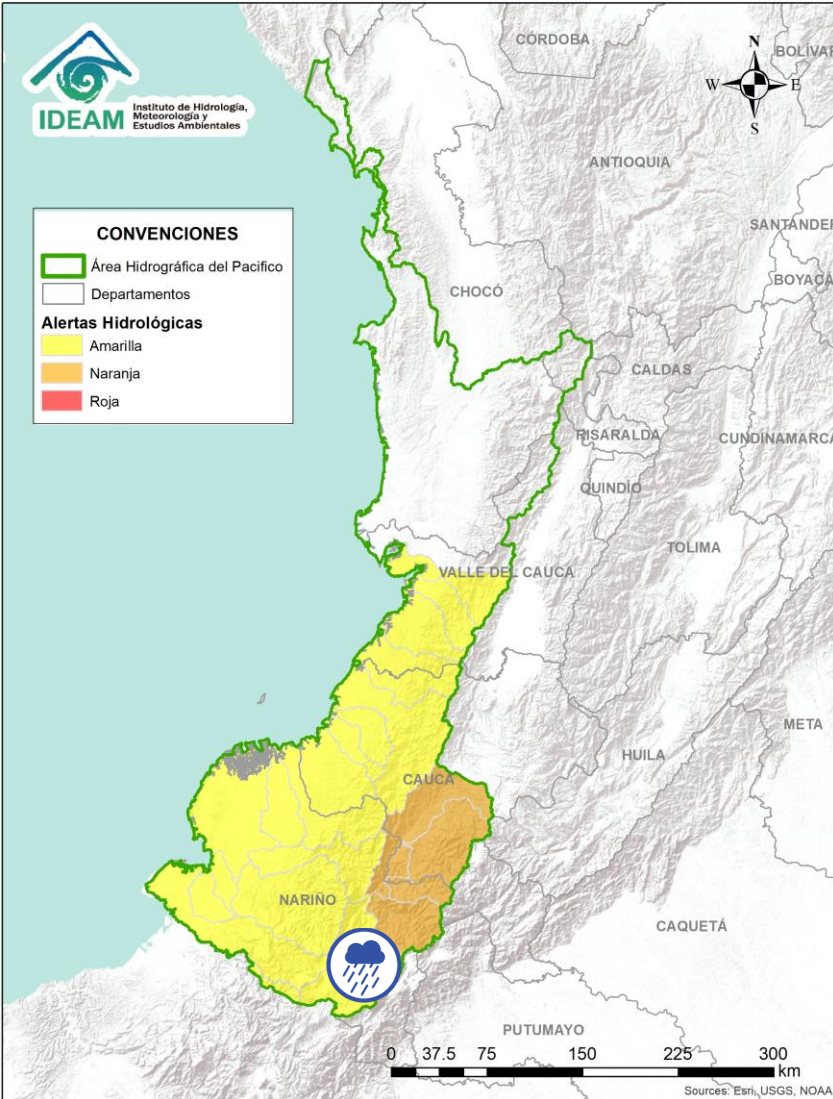 IDEAM
Instituto de Hidrología,
Meteorología y
Estudios Ambientales
N
W
E
S
CÓRDOBA
BOLÍVAR
ANTIOQUIA
SANTANDER
BOYACÁ
CONVENCIONES
Área Hidrográfica del Pacifico
Departamentos
Alertas Hidrológicas
Amarilla
Naranja
Roja
CHOCÓ
CALDAS
RISARALDA
CUNDINAMARCA
QUINDÍO
TOLIMA
VALLE DEL CAUCA
META
HUILA
CAUCA
NARIÑO
CAQUETÁ
PUTUMAYO
0 37.5 75 150 225 300
km
Sources: Esri, USGS, NOAA